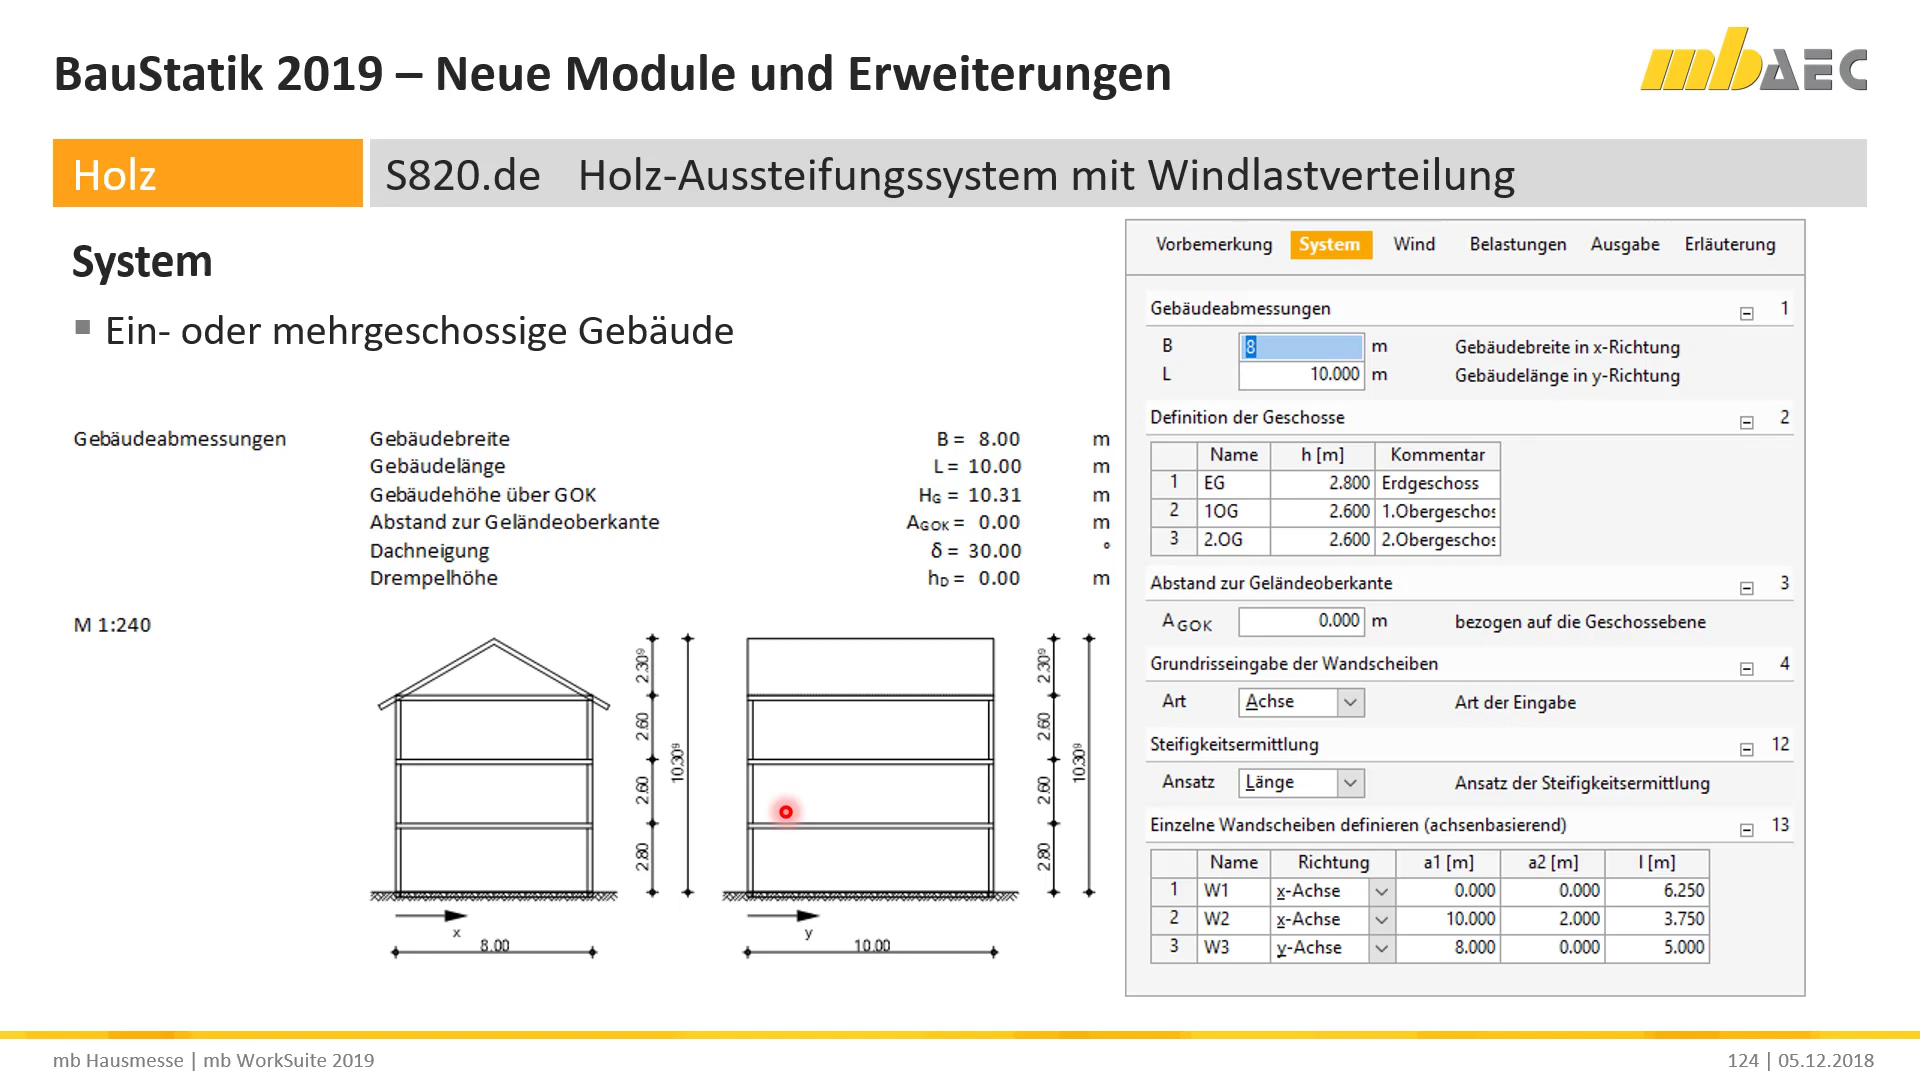 BauStatik 2019 – Neue Module und Erweiterungen
mbAEC
Holz
S820.de Holz-Aussteifungssystem mit Windlastverteilung
System
Ein- oder mehrgeschossige Gebäude
Gebäudeabmessungen Gebäudebreite B = 8.00 m
Gebäudelänge L = 10.00 m
Gebäudehöhe über GOK HG = 10.31 m
Abstand zur Geländeoberkante AGOK = 0.00 m
Dachneigung δ = 30.00 °
Drempelhöhe hD = 0.00 m
M 1:240
2.30⁹
2.60
2.60
2.80
10.30⁹
x
8.00
2.30⁹
2.60
2.60
2.80
10.30⁹
y
10.00
Vorbemerkung System Wind Belastungen Ausgabe Erläuterung
Gebäudeabmessungen 1
B 8 m Gebäudebreite in x-Richtung
L 10.000 m Gebäudelänge in y-Richtung
Definition der Geschosse 2
Name h [m] Kommentar
1 EG 2.800 Erdgeschoss
2 1OG 2.600 1.Obergeschos
3 2.OG 2.600 2.Obergeschos
Abstand zur Geländeoberkante 3
AGOK 0.000 m bezogen auf die Geschossebene
Grundrisseingabe der Wandscheiben 4
Art Achse Art der Eingabe
Steifigkeitsermittlung 12
Ansatz Länge Ansatz der Steifigkeitsermittlung
Einzelne Wandscheiben definieren (achsenbasierend) 13
Name Richtung a1 [m] a2 [m] l [m]
1 W1 x-Achse 0.000 0.000 6.250
2 W2 x-Achse 10.000 2.000 3.750
3 W3 y-Achse 8.000 0.000 5.000
mb Hausmesse | mb WorkSuite 2019
124 | 05.12.2018